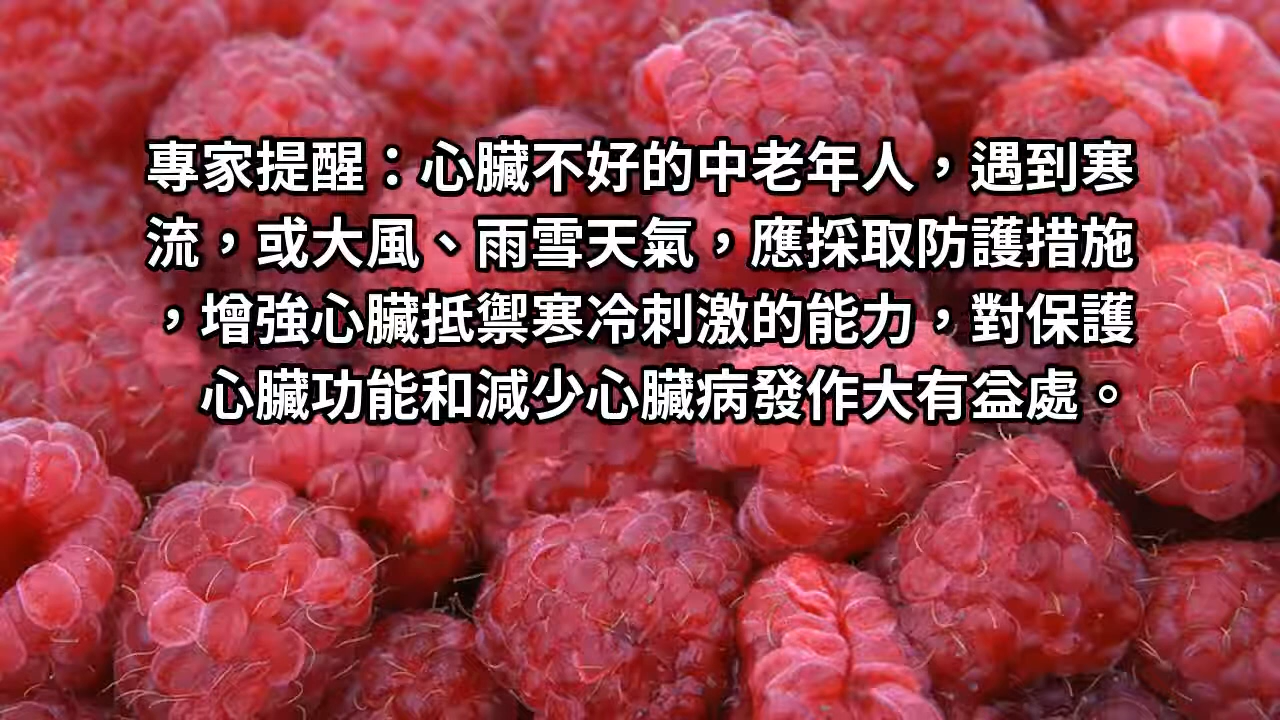 專家提醒：心臟不好的中老年人，遇到寒
流，或大風、雨雪天氣，應採取防護措施
，增強心臟抵禦寒冷刺激的能力，對保護
心臟功能和減少心臟病發作大有益處。